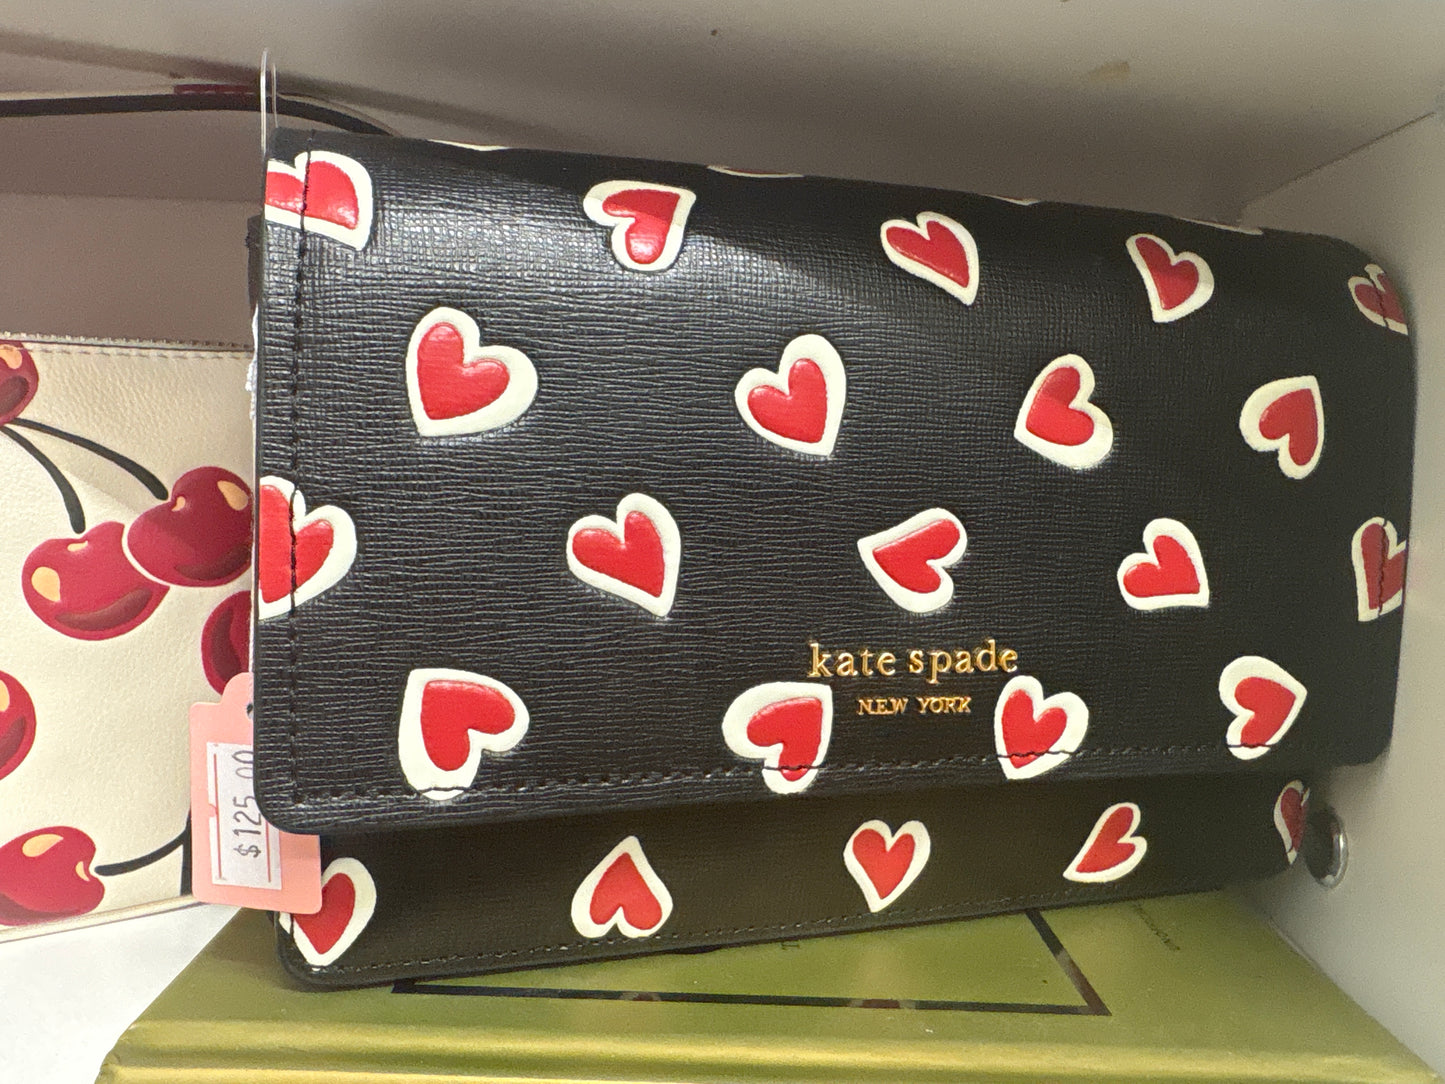 kate spade
NEW YORK
$125.00